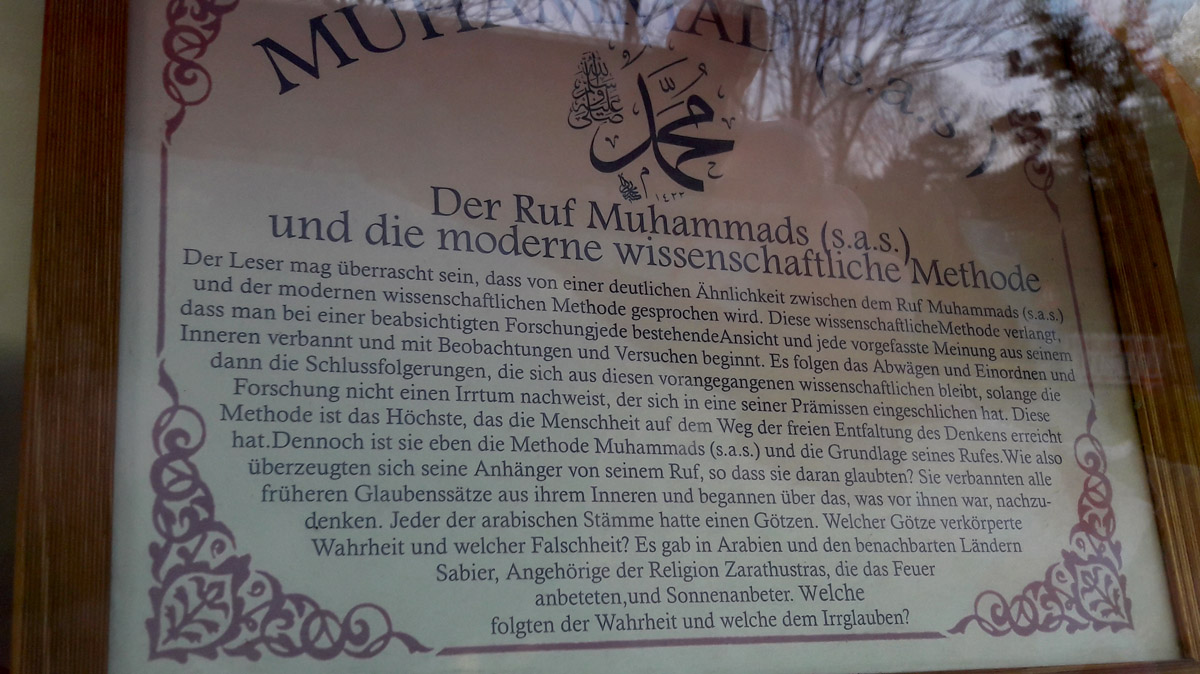 MUHAMMAD (s.a.s.)
محمد
١٤٣٢
Der Ruf Muhammads (s.a.s.)
und die moderne wissenschaftliche Methode
Der Leser mag überrascht sein, dass von einer deutlichen Ähnlichkeit zwischen dem Ruf Muhammads (s.a.s.)
und der modernen wissenschaftlichen Methode gesprochen wird. Diese wissenschaftlicheMethode verlangt,
dass man bei einer beabsichtigten Forschungjede bestehendeAnsicht und jede vorgefasste Meinung aus seinem
Inneren verbannt und mit Beobachtungen und Versuchen beginnt. Es folgen das Abwägen und Einordnen und
dann die Schlussfolgerungen, die sich aus diesen vorangegangenen wissenschaftlichen bleibt, solange die
Forschung nicht einen Irrtum nachweist, der sich in eine seiner Prämissen eingeschlichen hat. Diese
Methode ist das Höchste, das die Menschheit auf dem Weg der freien Entfaltung des Denkens erreicht
hat.Dennoch ist sie eben die Methode Muhammads (s.a.s.) und die Grundlage seines Rufes.Wie also
überzeugten sich seine Anhänger von seinem Ruf, so dass sie daran glaubten? Sie verbannten alle
früheren Glaubenssätze aus ihrem Inneren und begannen über das, was vor ihnen war, nachzu-
denken. Jeder der arabischen Stämme hatte einen Götzen. Welcher Götze verkörperte
Wahrheit und welcher Falschheit? Es gab in Arabien und den benachbarten Ländern
Sabier, Angehörige der Religion Zarathustras, die das Feuer
anbeteten,und Sonnenanbeter. Welche
folgten der Wahrheit und welche dem Irrglauben?